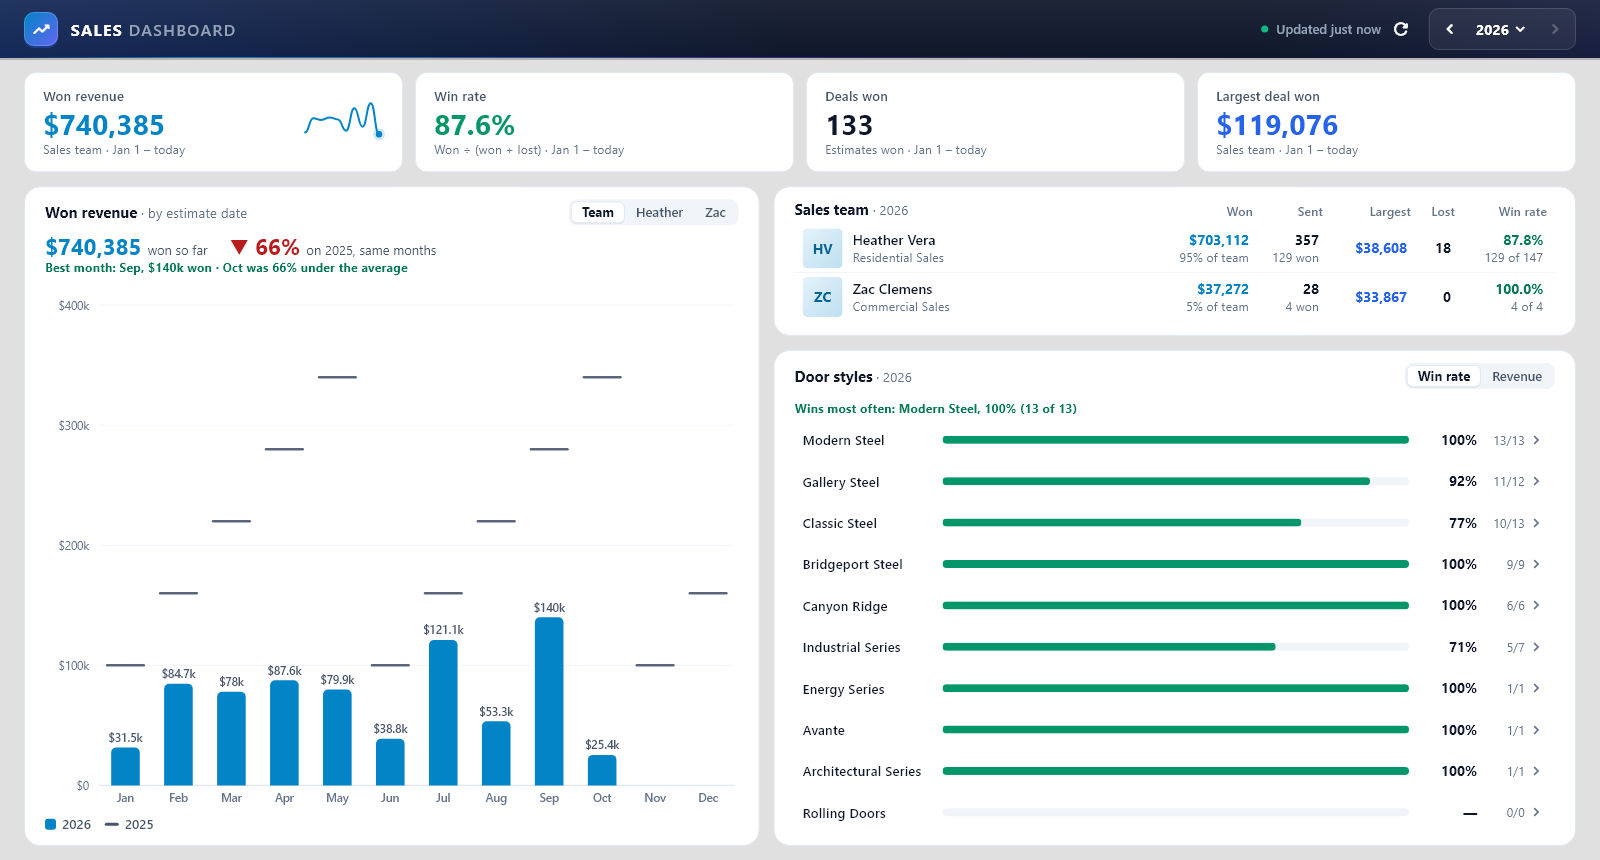 SALES DASHBOARD
Updated just now
2026
Won revenue
$740,385
Sales team · Jan 1 – today
Win rate
87.6%
Won ÷ (won + lost) · Jan 1 – today
Deals won
133
Estimates won · Jan 1 – today
Largest deal won
$119,076
Sales team · Jan 1 – today
Won revenue · by estimate date
Team Heather Zac
$740,385 won so far ▼ 66% on 2025, same months
Best month: Sep, $140k won · Oct was 66% under the average
$400k
$300k
$200k
$100k
$0
$31.5k
$84.7k
$78k
$87.6k
$79.9k
$38.8k
$121.1k
$53.3k
$140k
$25.4k
Jan Feb Mar Apr May Jun Jul Aug Sep Oct Nov Dec
2026 2025
Sales team · 2026
Won Sent Largest Lost Win rate
HV Heather Vera $703,112 357 $38,608 18 87.8%
Residential Sales 95% of team 129 won 129 of 147
ZC Zac Clemens $37,272 28 $33,867 0 100.0%
Commercial Sales 5% of team 4 won 4 of 4
Door styles · 2026
Win rate Revenue
Wins most often: Modern Steel, 100% (13 of 13)
Modern Steel 100% 13/13
Gallery Steel 92% 11/12
Classic Steel 77% 10/13
Bridgeport Steel 100% 9/9
Canyon Ridge 100% 6/6
Industrial Series 71% 5/7
Energy Series 100% 1/1
Avante 100% 1/1
Architectural Series 100% 1/1
Rolling Doors — 0/0